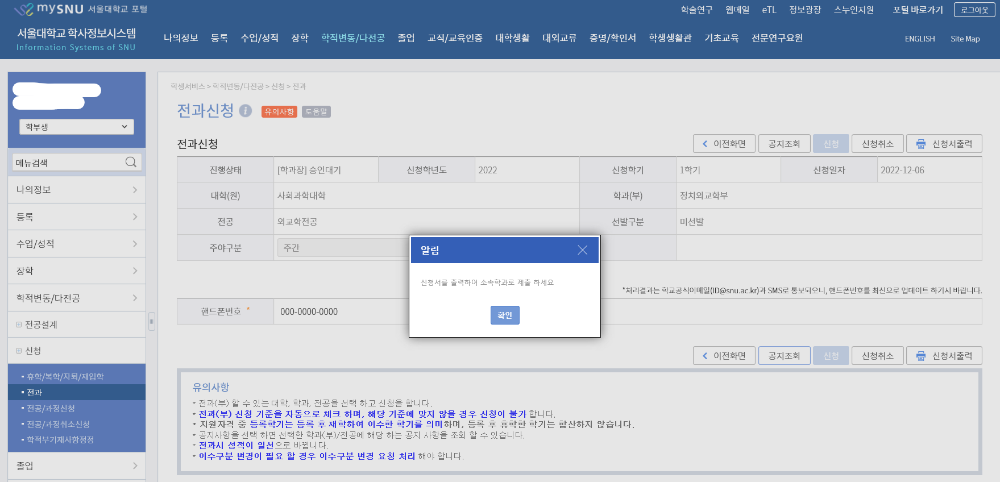 mySNU 서울대학교 포털
학술연구 웹메일 eTL 정보광장 스누인지원 포털 바로가기 로그아웃
서울대학교 학사정보시스템
Information Systems of SNU
나의정보 등록 수업/성적 장학 학적변동/다전공 졸업 교직/교육인증 대학생활 대외교류 증명/확인서 학생생활관 기초교육 전문연구요원
ENGLISH Site Map
학부생
메뉴검색
나의정보
등록
수업/성적
장학
학적변동/다전공
전공설계
신청
휴학/복학/자퇴/재입학
전과
전공/과정신청
전공/과정취소신청
학적부기재사항정정
졸업
학생서비스 > 학적변동/다전공 > 신청 > 전과
전과신청 i 유의사항 도움말
전과신청
이전화면 공지조회 신청 신청취소 신청서출력
진행상태 [학과장] 승인대기 신청학년도 2022 신청학기 1학기 신청일자 2022-12-06
대학(원) 사회과학대학 학과(부) 정치외교학부
전공 외교학전공 선발구분 미선발
주야구분 주간
알림
신청서를 출력하여 소속학과로 제출 하세요
확인
*처리결과는 학교공식이메일(ID@snu.ac.kr)과 SMS로 통보되오니, 핸드폰번호를 최신으로 업데이트 하기시 바랍니다.
핸드폰번호 * 000-0000-0000
이전화면 공지조회 신청 신청취소 신청서출력
유의사항
* 전과(부) 할 수 있는 대학, 학과, 전공을 선택 하고 신청을 합니다.
* 전과(부) 신청 기준을 자동으로 체크 하며, 해당 기준에 맞지 않을 경우 신청이 불가 합니다.
* 지원자격 중 등록학기는 등록 후 재학하여 이수한 학기를 의미하며, 등록 후 휴학한 학기는 합산하지 않습니다.
* 공지사항을 선택 하면 선택한 학과(부)/전공에 해당 하는 공지 사항을 조회 할 수 있습니다.
* 전과시 성적이 일선으로 바뀝니다.
* 이수구분 변경이 필요 할 경우 이수구분 변경 요청 처리 해야 합니다.